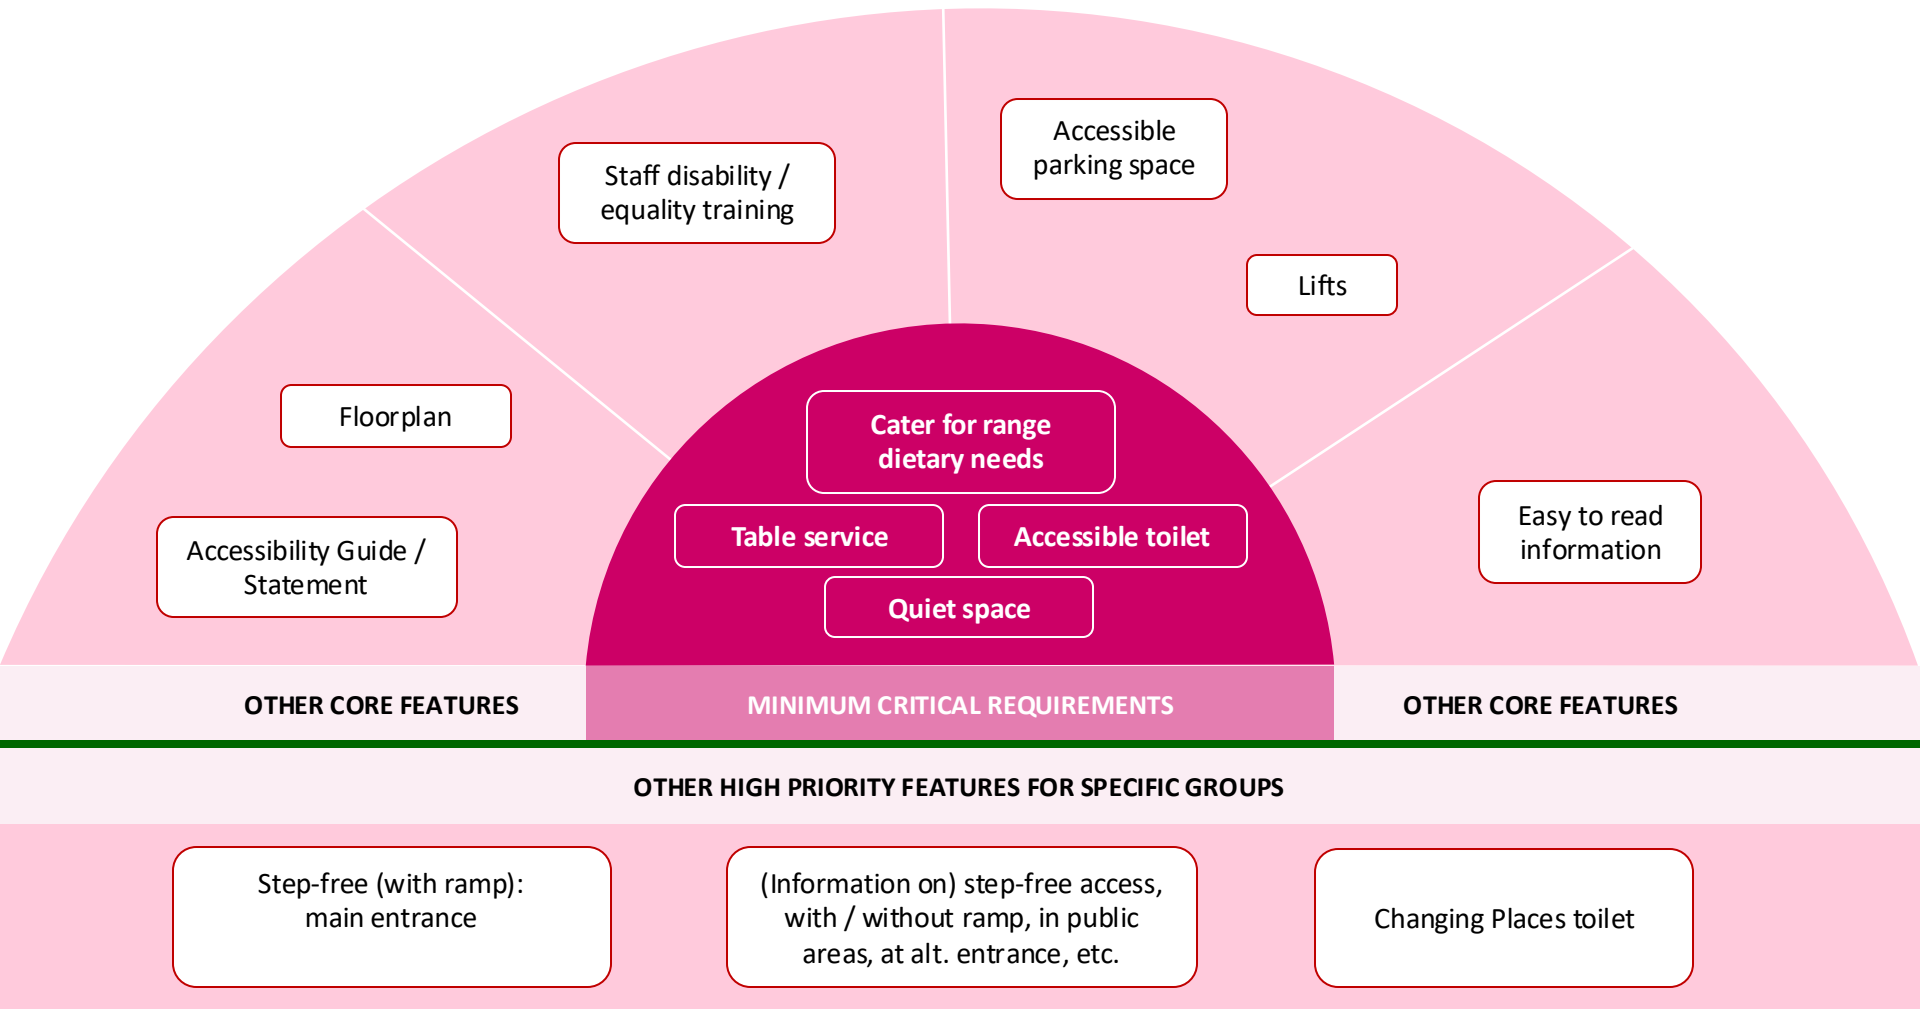 Accessible
parking space
Staff disability /
equality training
Lifts
Floorplan
Accessibility Guide /
Statement
Cater for range
dietary needs
Table service
Accessible toilet
Quiet space
Easy to read
information
OTHER CORE FEATURES
MINIMUM CRITICAL REQUIREMENTS
OTHER CORE FEATURES
OTHER HIGH PRIORITY FEATURES FOR SPECIFIC GROUPS
Step-free (with ramp):
main entrance
(Information on) step-free access,
with / without ramp, in public
areas, at alt. entrance, etc.
Changing Places toilet